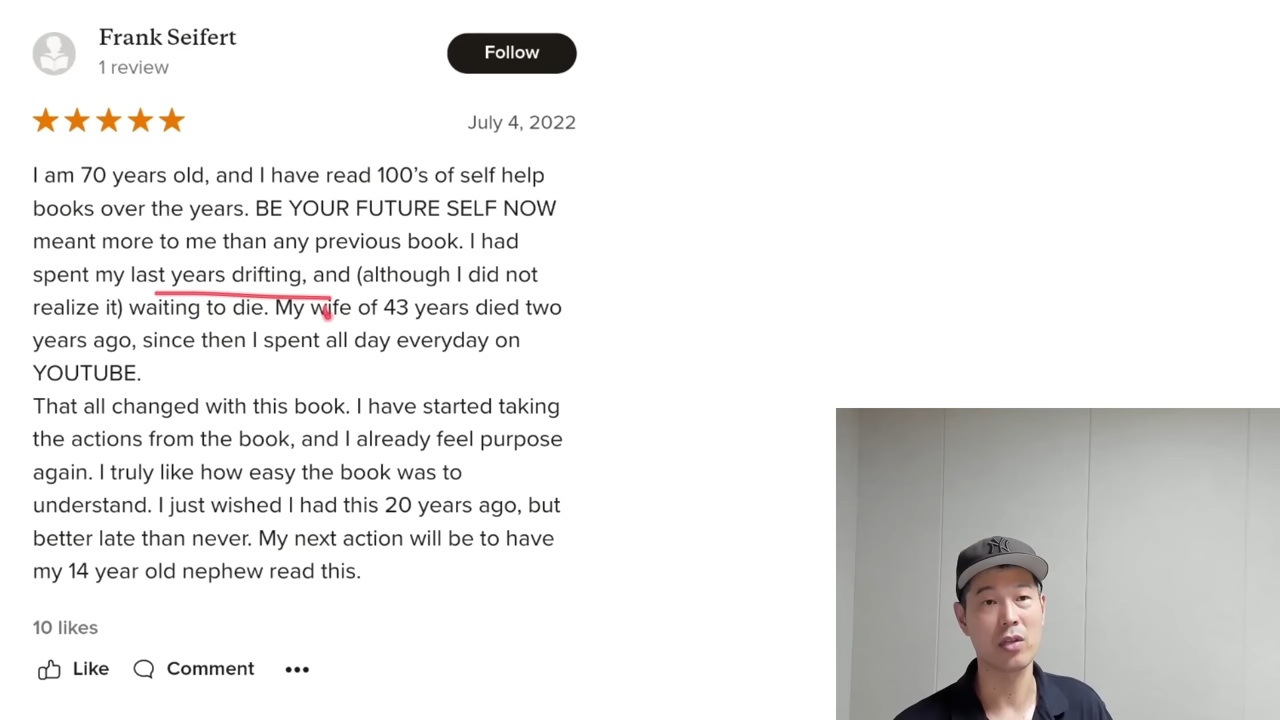 Frank Seifert
1 review
Follow
July 4, 2022
I am 70 years old, and I have read 100's of self help
books over the years. BE YOUR FUTURE SELF NOW
meant more to me than any previous book. I had
spent my last years drifting, and (although I did not
realize it) waiting to die. My wife of 43 years died two
years ago, since then I spent all day everyday on
YOUTUBE.
That all changed with this book. I have started taking
the actions from the book, and I already feel purpose
again. I truly like how easy the book was to
understand. I just wished I had this 20 years ago, but
better late than never. My next action will be to have
my 14 year old nephew read this.
10 likes
Like
Comment
NY